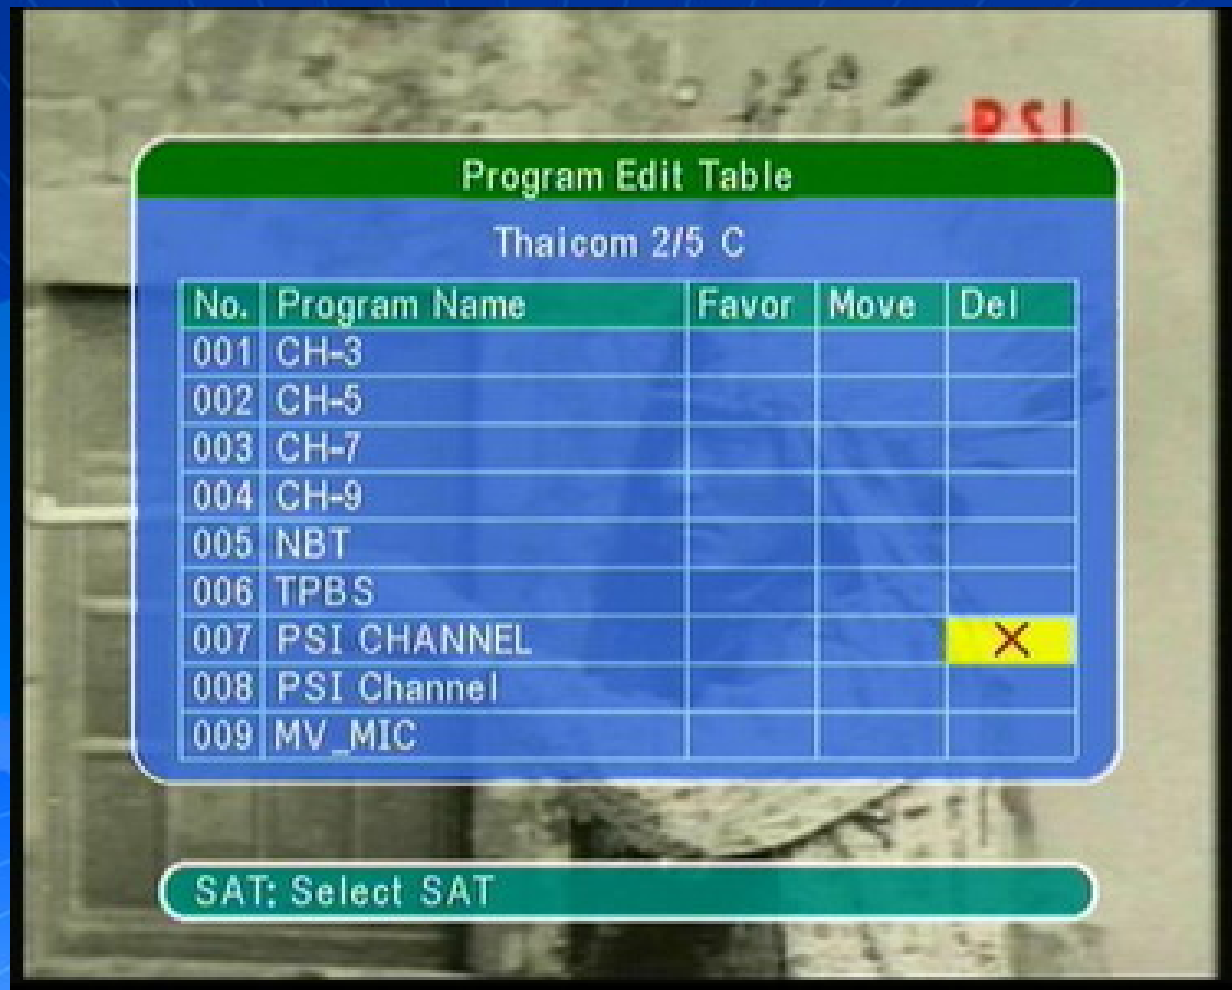 PSI
Program Edit Table
Thaicom 2/5 C
No. Program Name Favor Move Del
001 CH-3
002 CH-5
003 CH-7
004 CH-9
005 NBT
006 TPBS
007 PSI CHANNEL X
008 PSI Channel
009 MV_MIC
SAT: Select SAT